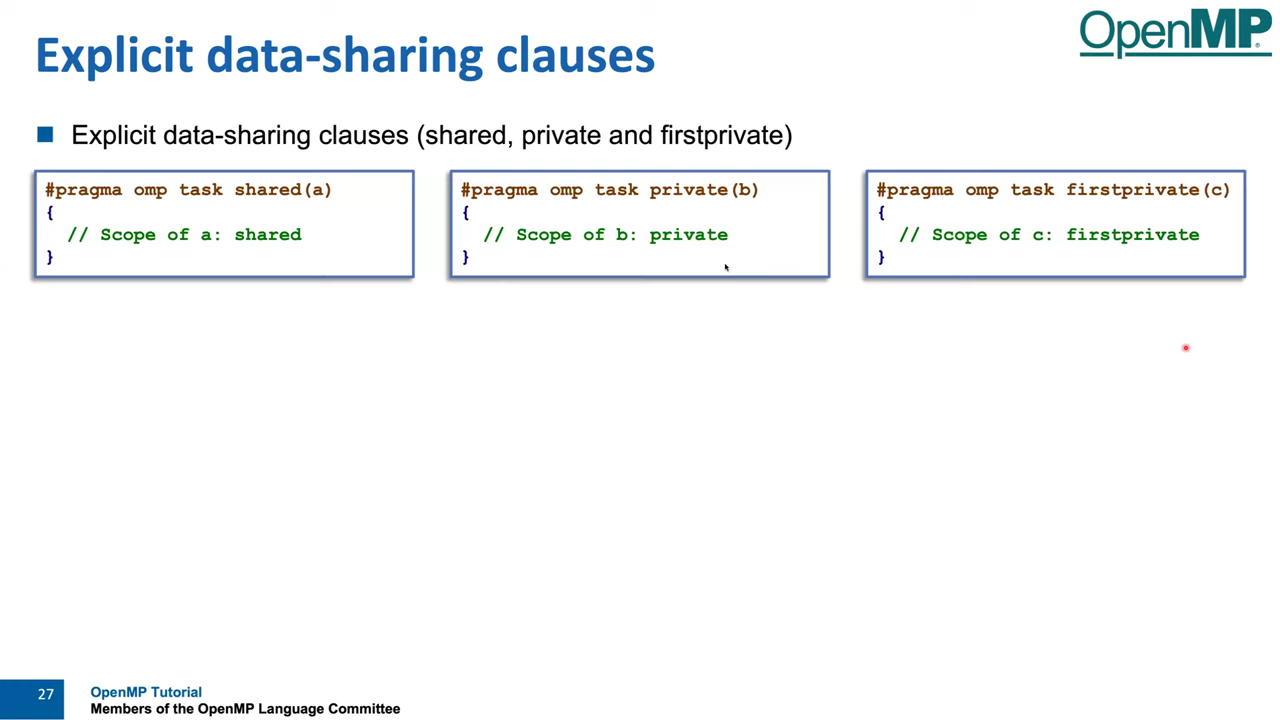 Explicit data-sharing clauses
OpenMP®
Explicit data-sharing clauses (shared, private and firstprivate)
#pragma omp task shared(a)
{
// Scope of a: shared
}
#pragma omp task private(b)
{
// Scope of b: private
}
#pragma omp task firstprivate(c)
{
// Scope of c: firstprivate
}
27
OpenMP Tutorial
Members of the OpenMP Language Committee